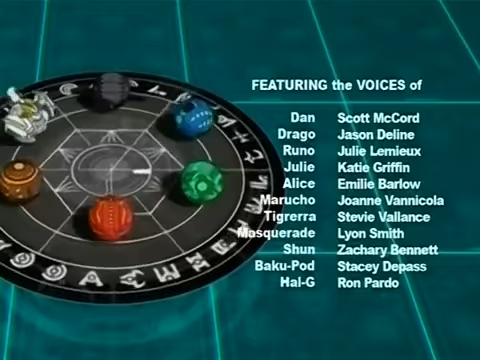 FEATURING the VOICES of
Dan Scott McCord
Drago Jason Deline
Runo Julie Lemieux
Julie Katie Griffin
Alice Emilie Barlow
Marucho Joanne Vannicola
Tigrerra Stevie Vallance
Masquerade Lyon Smith
Shun Zachary Bennett
Baku-Pod Stacey Depass
Hal-G Ron Pardo